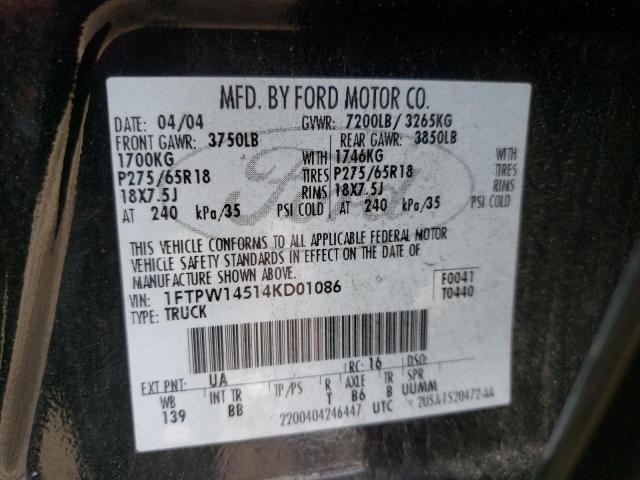 MFD. BY FORD MOTOR CO.
DATE: 04/04 GVWR: 7200LB/ 3265KG
FRONT GAWR: 3750LB REAR GAWR: 3850LB
1700KG WITH 1746KG WITH
P275/65R18 TIRES P275/65R18 TIRES
18X7.5J RIMS 18X7.5J RIMS
AT 240 kPa/35 PSI COLD AT 240 kPa/35 PSI COLD
Ford
THIS VEHICLE CONFORMS TO ALL APPLICABLE FEDERAL MOTOR
VEHICLE SAFETY STANDARDS IN EFFECT ON THE DATE OF
MANUFACTURE SHOWN ABOVE.
VIN: 1FTPW14514KD01086 F0041
TYPE: TRUCK T0440
EXT PNT: UA RC: 16 DSO:
WB INT TR TP/PS R AXLE TR SPR
139 BB T B6 B UUMM
2200404246447 UTC 2U5A-1520472-AA